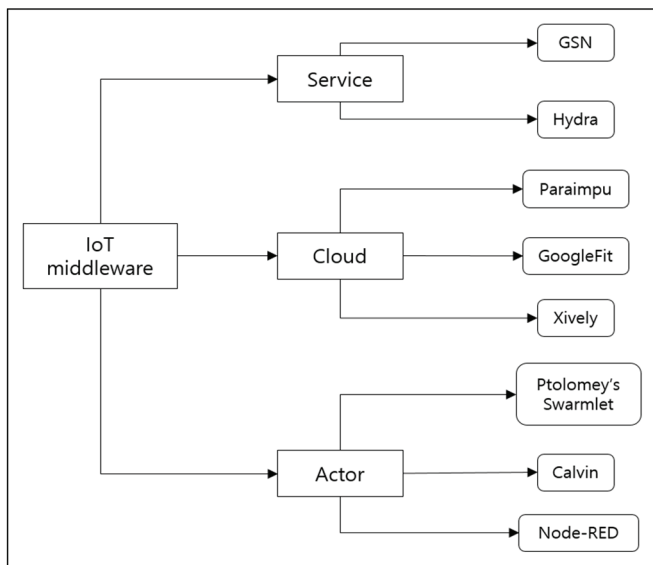 GSN
Service
Hydra
Paraimpu
IoT
middleware
Cloud
GoogleFit
Xively
Ptolomey's
Swarmlet
Actor
Calvin
Node-RED